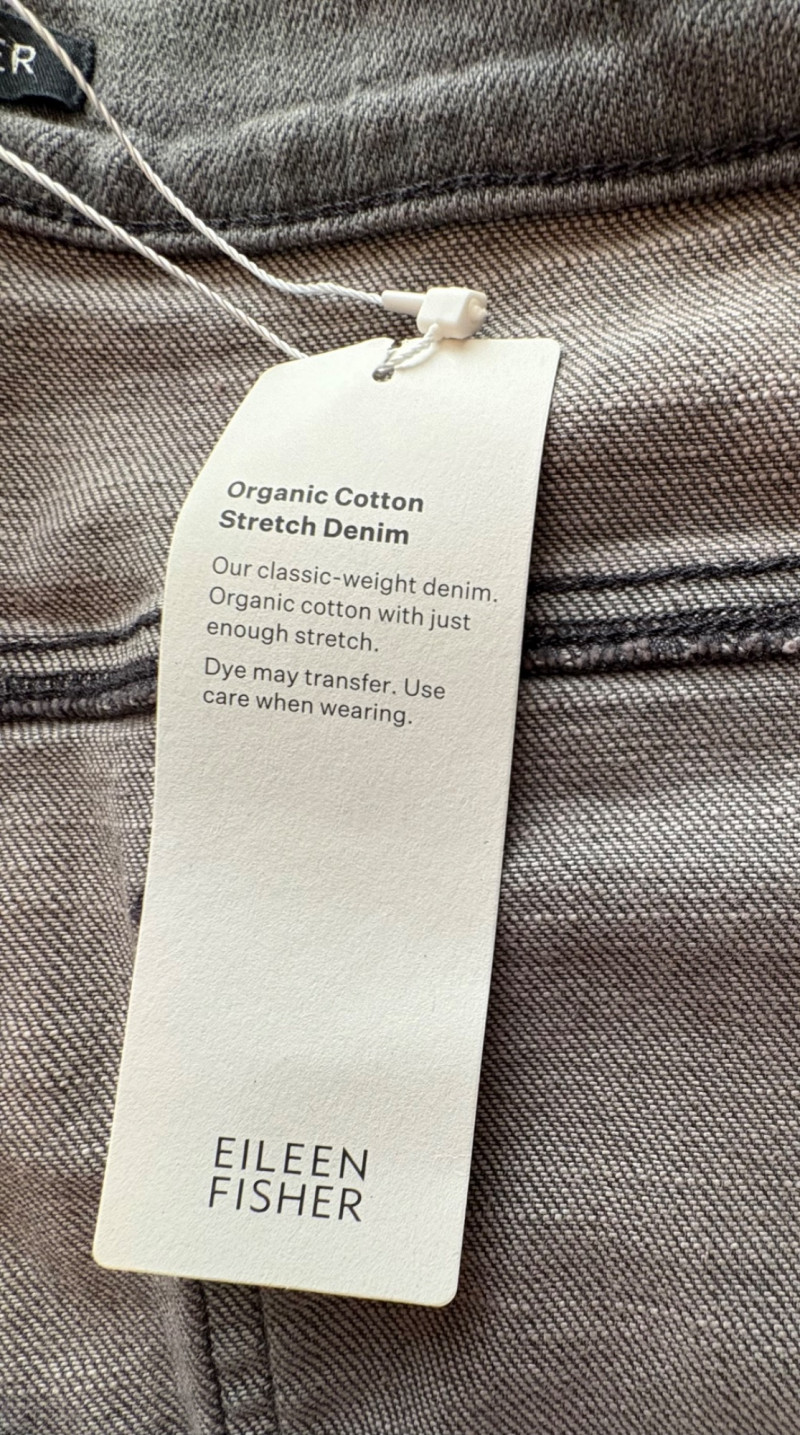 ER
Organic Cotton
Stretch Denim
Our classic-weight denim.
Organic cotton with just
enough stretch.
Dye may transfer. Use
care when wearing.
EILEEN
FISHER